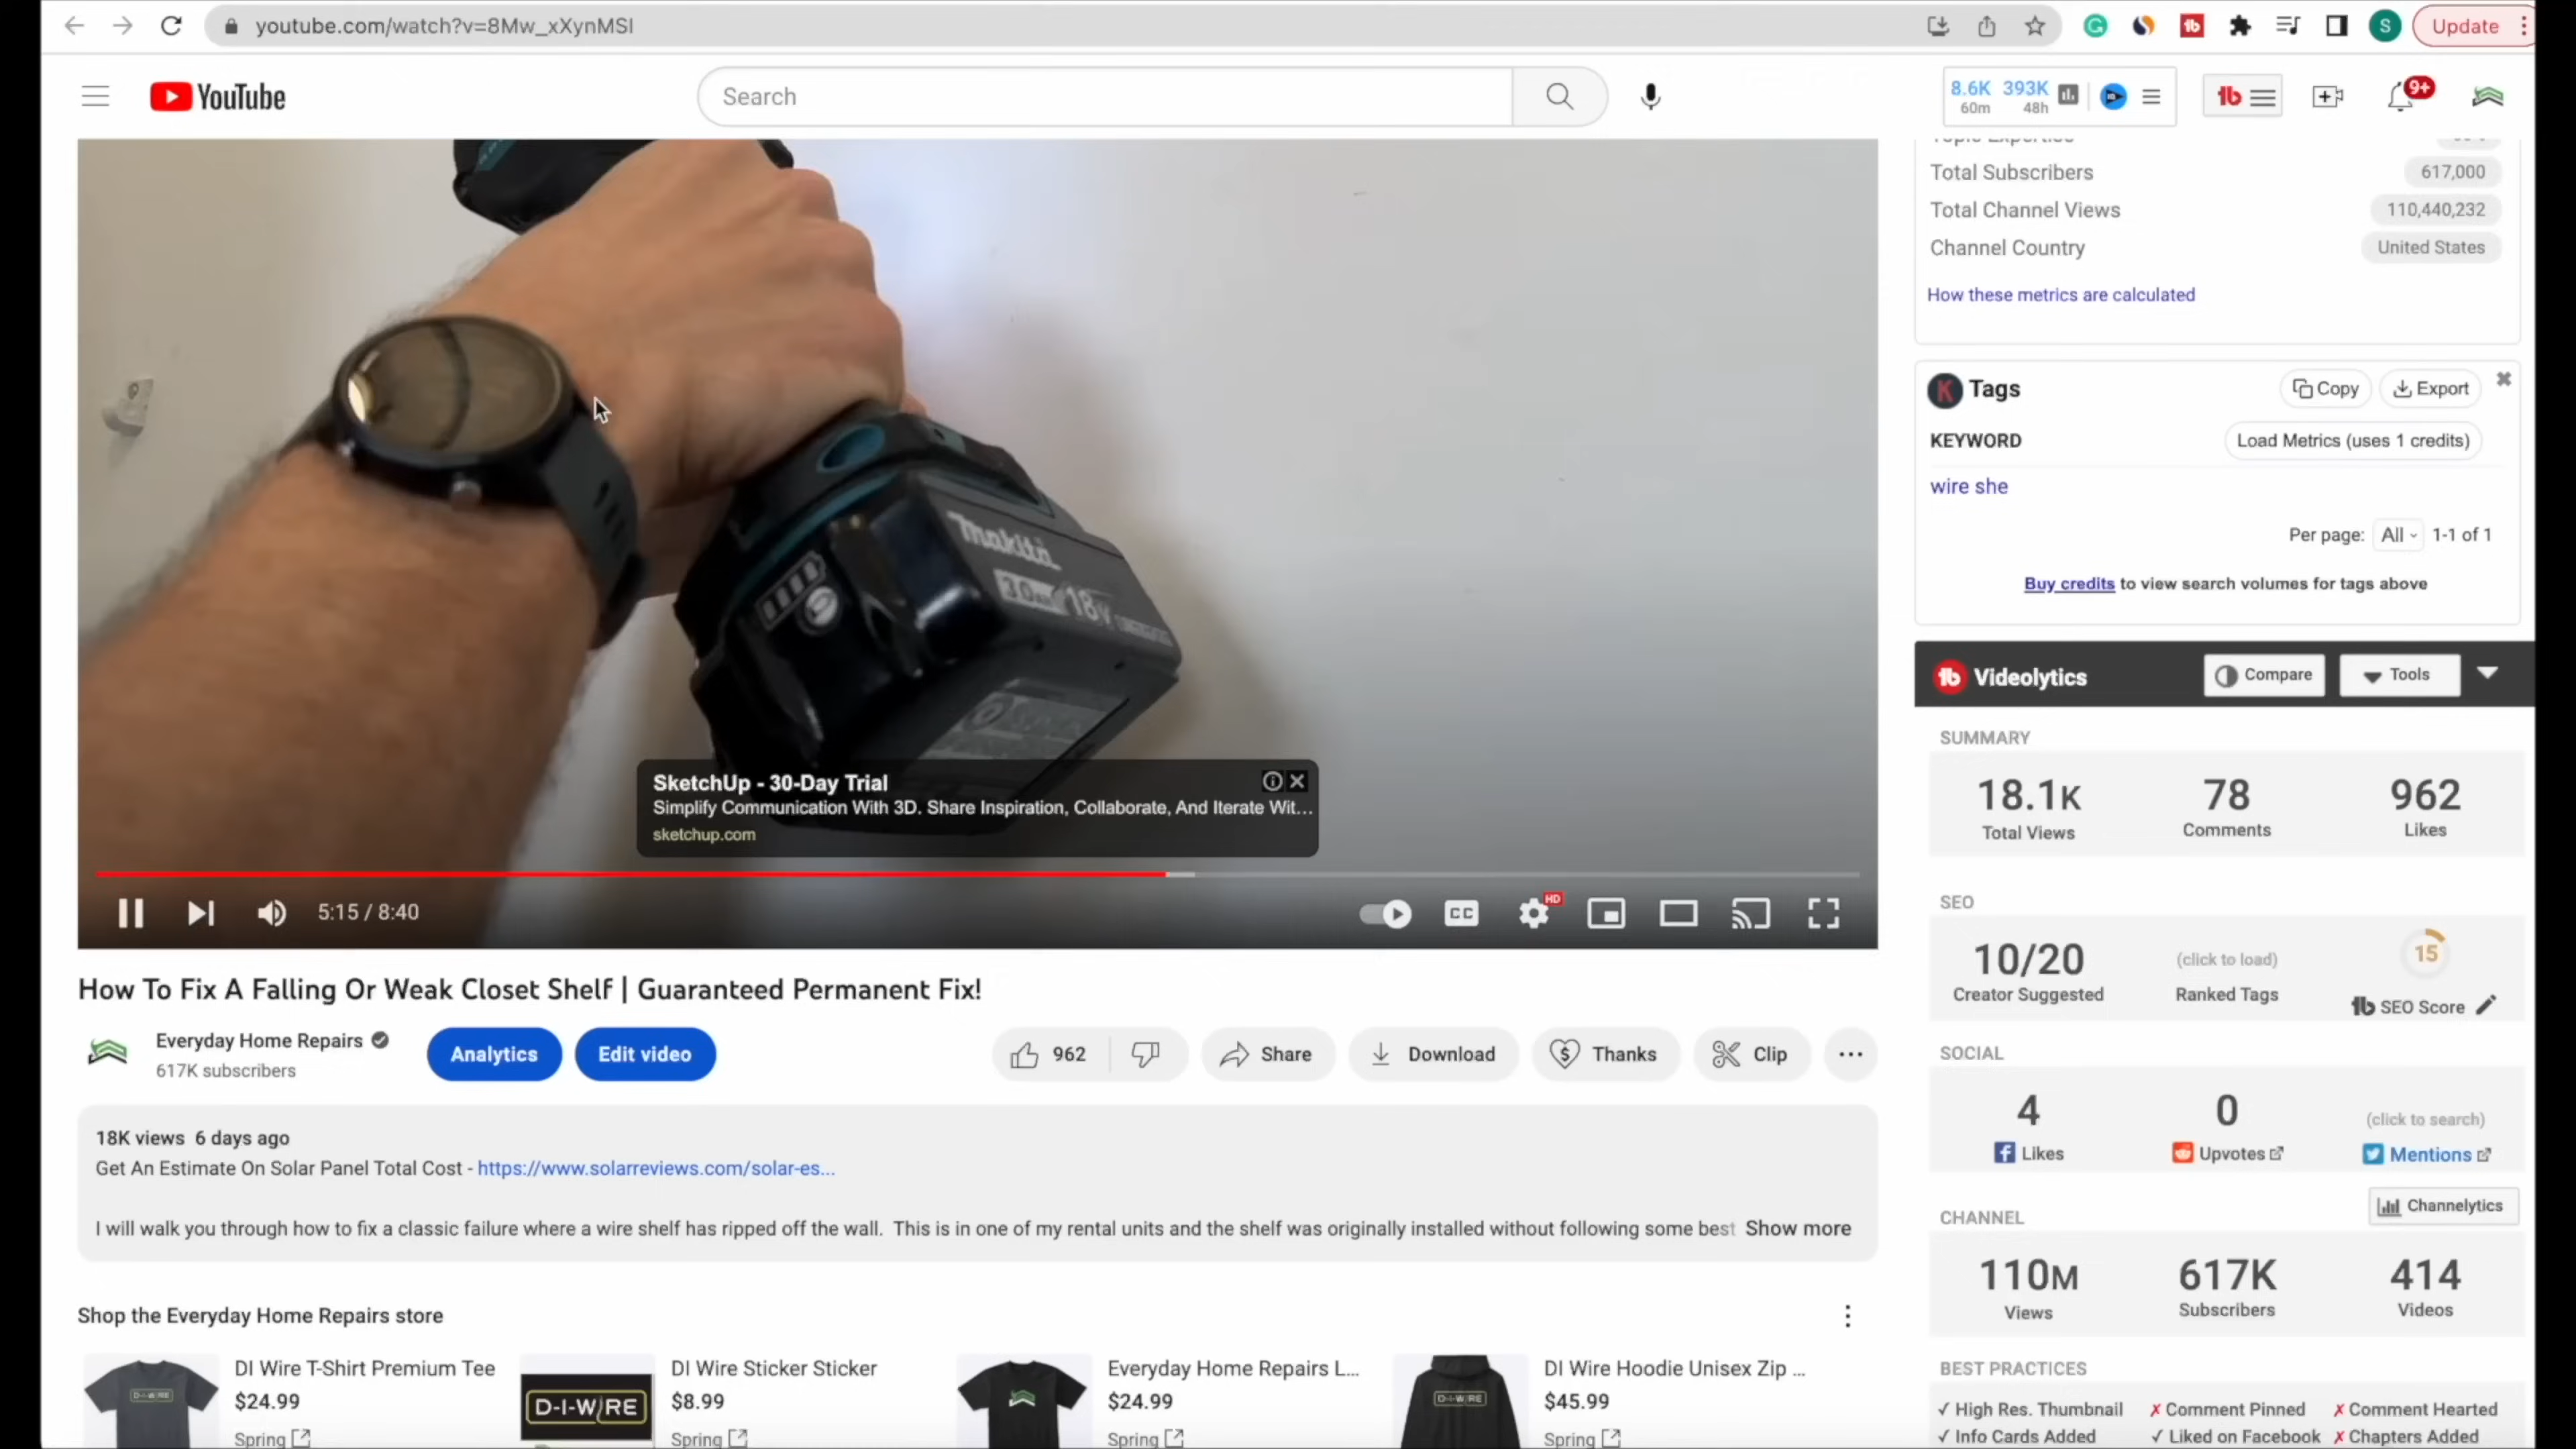 youtube.com/watch?v=8Mw_xXynMSI
S
Update
YouTube
Search
8.6K 393K
60m 48h
9+
Total Subscribers 617,000
Total Channel Views 110,440,232
Channel Country United States
How these metrics are calculated
K Tags Copy Export
KEYWORD Load Metrics (uses 1 credits)
wire she
Per page: All 1-1 of 1
Buy credits to view search volumes for tags above
makita
3.0Ah 18V
SketchUp - 30-Day Trial
Simplify Communication With 3D. Share Inspiration, Collaborate, And Iterate Wit...
sketchup.com
5:15 / 8:40
CC
HD
How To Fix A Falling Or Weak Closet Shelf | Guaranteed Permanent Fix!
Everyday Home Repairs
617K subscribers
Analytics
Edit video
962
Share
Download
Thanks
Clip
18K views 6 days ago
Get An Estimate On Solar Panel Total Cost - https://www.solarreviews.com/solar-es...
I will walk you through how to fix a classic failure where a wire shelf has ripped off the wall. This is in one of my rental units and the shelf was originally installed without following some best Show more
Shop the Everyday Home Repairs store
DI Wire T-Shirt Premium Tee
$24.99
Spring
D-I-WIRE
DI Wire Sticker Sticker
$8.99
Spring
Everyday Home Repairs L...
$24.99
Spring
D-I-WIRE
DI Wire Hoodie Unisex Zip ...
$45.99
Spring
Videolytics Compare Tools
SUMMARY
18.1K 78 962
Total Views Comments Likes
SEO
10/20 (click to load) 15
Creator Suggested Ranked Tags SEO Score
SOCIAL
4 0 (click to search)
Likes Upvotes Mentions
CHANNEL Channelytics
110M 617K 414
Views Subscribers Videos
BEST PRACTICES
✓ High Res. Thumbnail ✗ Comment Pinned ✗ Comment Hearted
✓ Info Cards Added ✓ Liked on Facebook ✗ Chapters Added